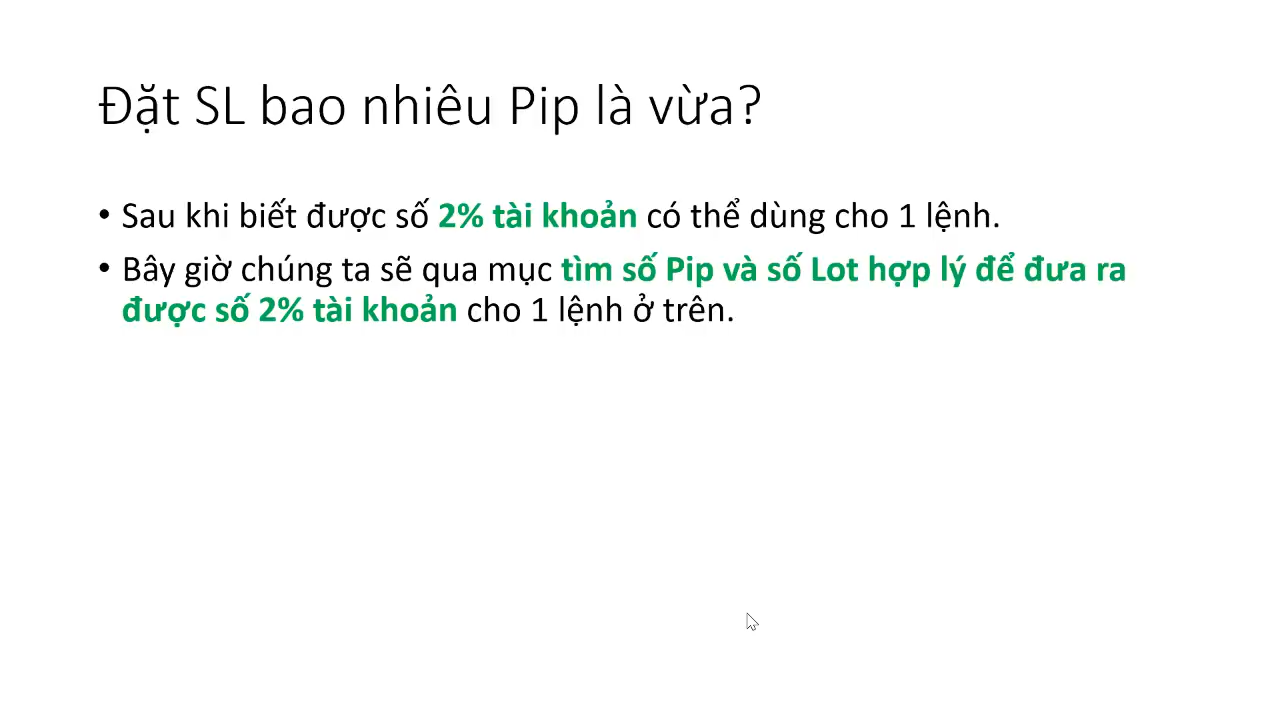 Đặt SL bao nhiêu Pip là vừa?
• Sau khi biết được số 2% tài khoản có thể dùng cho 1 lệnh.
• Bây giờ chúng ta sẽ qua mục tìm số Pip và số Lot hợp lý để đưa ra
được số 2% tài khoản cho 1 lệnh ở trên.